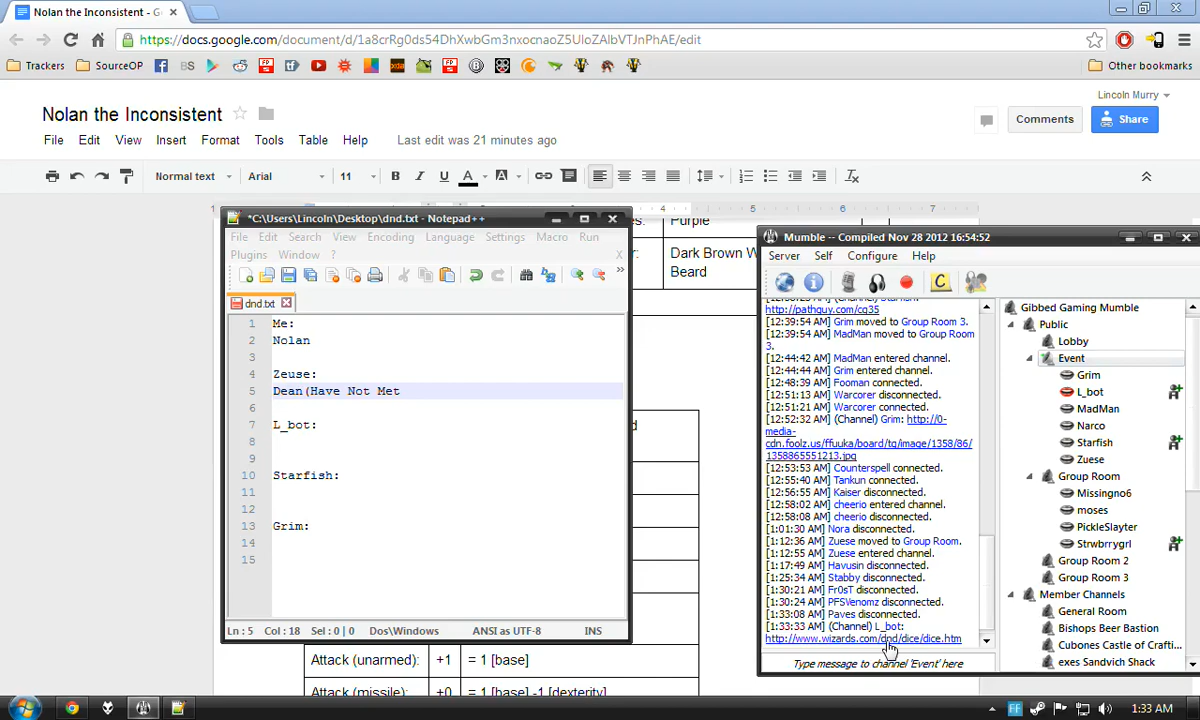 Nolan the Inconsistent - G
https://docs.google.com/document/d/1a8crRg0ds54DhXwbGm3nxocnaoZ5UIoZAlbVTJnPhAE/edit
Trackers
SourceOP
BS
Other bookmarks
Lincoln Murry
Nolan the Inconsistent
Comments
Share
File Edit View Insert Format Tools Table Help Last edit was 21 minutes ago
Normal text Arial 11 B I U A A
1 4 5 6 7
Purple
Dark Brown W
Beard
*C:\Users\Lincoln\Desktop\dnd.txt - Notepad++
File Edit Search View Encoding Language Settings Macro Run
Plugins Window ? X
dnd.txt
1 Me:
2 Nolan
3
4 Zeuse:
5 Dean(Have Not Met
6
7 L_bot:
8
9
10 Starfish:
11
12
13 Grim:
14
15
Ln : 5 Col : 18 Sel : 0 | 0 Dos\Windows ANSI as UTF-8 INS
Attack (unarmed): +1 = 1 [base]
Attack (missile): +0 = 1 [base] -1 [dexterity]
Mumble -- Compiled Nov 28 2012 16:54:52
Server Self Configure Help
http://pathguy.com/cg35
[12:39:54 AM] Grim moved to Group Room 3.
[12:39:54 AM] MadMan moved to Group Room
3.
[12:44:42 AM] MadMan entered channel.
[12:44:44 AM] Grim entered channel.
[12:48:39 AM] Fooman connected.
[12:51:13 AM] Warcorer disconnected.
[12:51:21 AM] Warcorer connected.
[12:52:32 AM] (Channel) Grim: http://0-
media-
cdn.foolz.us/ffuuka/board/tg/image/1358/86/
1358865551213.jpg
[12:53:53 AM] Counterspell connected.
[12:55:40 AM] Tankun connected.
[12:56:55 AM] Kaiser disconnected.
[12:58:02 AM] cheerio entered channel.
[12:58:08 AM] cheerio disconnected.
[1:01:30 AM] Nora disconnected.
[1:12:36 AM] Zuese moved to Group Room.
[1:12:55 AM] Zuese entered channel.
[1:17:49 AM] Havusin disconnected.
[1:25:34 AM] Stabby disconnected.
[1:30:21 AM] Fr0sT disconnected.
[1:30:24 AM] PFSVenomz disconnected.
[1:33:08 AM] Paves disconnected.
[1:33:33 AM] (Channel) L_bot:
http://www.wizards.com/dnd/dice/dice.htm
Type message to channel 'Event' here
Gibbed Gaming Mumble
Public
Lobby
Event
Grim
L_bot
MadMan
Narco
Starfish
Zuese
Group Room
Missingno6
moses
PickleSlayter
Strwbrrygrl
Group Room 2
Group Room 3
Member Channels
General Room
Bishops Beer Bastion
Cubones Castle of Crafti...
exes Sandvich Shack
1:33 AM